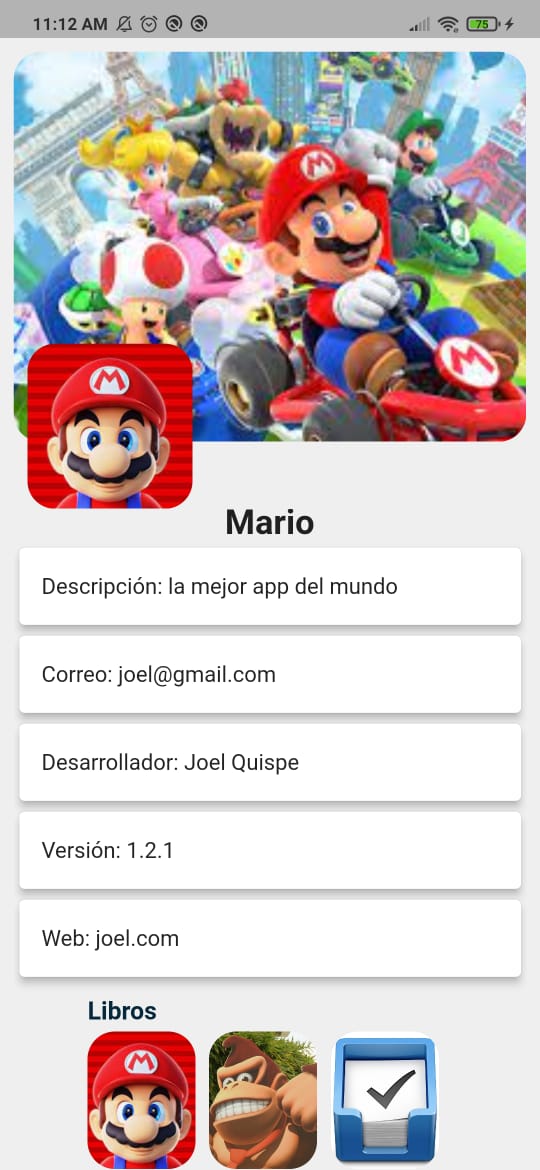 11:12 AM
75
Mario
Descripción: la mejor app del mundo
Correo: joel@gmail.com
Desarrollador: Joel Quispe
Versión: 1.2.1
Web: joel.com
Libros